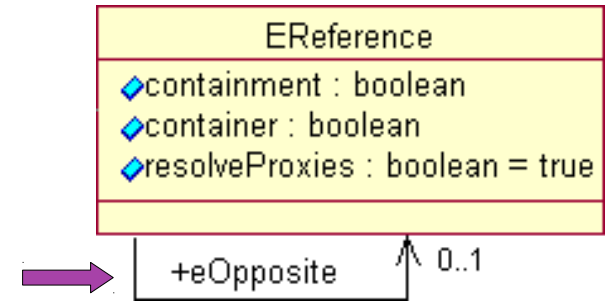 EReference
containment : boolean
container : boolean
resolveProxies : boolean = true
+eOpposite
0..1